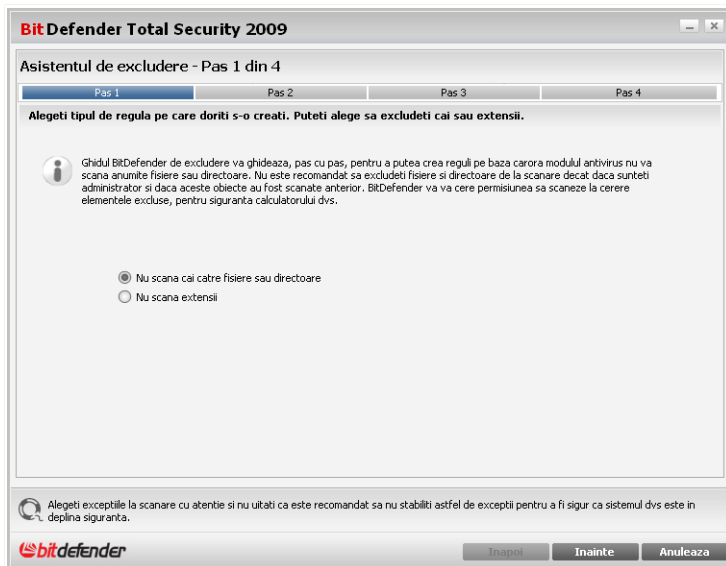 BitDefender Total Security 2009
Asistentul de excludere - Pas 1 din 4
Pas 1 Pas 2 Pas 3 Pas 4
Alegeti tipul de regula pe care doriti s-o creati. Puteti alege sa excludeti cai sau extensii.
Ghidul BitDefender de excludere va ghideaza, pas cu pas, pentru a putea crea reguli pe baza carora modulul antivirus nu va
scana anumite fisiere sau directoare. Nu este recomandat sa excludeti fisiere si directoare de la scanare decat daca sunteti
administrator si daca aceste obiecte au fost scanate anterior. BitDefender va va cere permisiunea sa scaneze la cerere
elementele excluse, pentru siguranta calculatorului dvs.
Nu scana cai catre fisiere sau directoare
Nu scana extensii
Alegeti exceptiile la scanare cu atentie si nu uitati ca este recomandat sa nu stabiliti astfel de exceptii pentru a fi sigur ca sistemul dvs este in
deplina siguranta.
bitdefender Inapoi Inainte Anuleaza